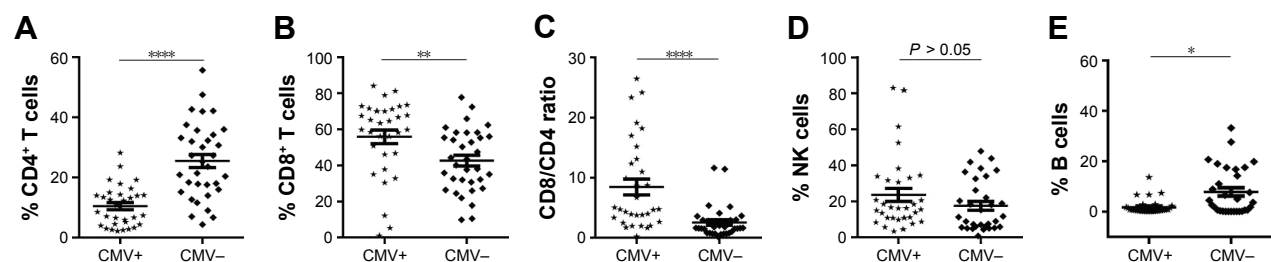 A
% CD4⁺ T cells
60
40
20
0
****
CMV+ CMV–
B
% CD8⁺ T cells
100
80
60
40
20
0
**
CMV+ CMV–
C
CD8/CD4 ratio
30
20
10
0
****
CMV+ CMV–
D
% NK cells
100
80
60
40
20
0
P > 0.05
CMV+ CMV–
E
% B cells
60
40
20
0
*
CMV+ CMV–